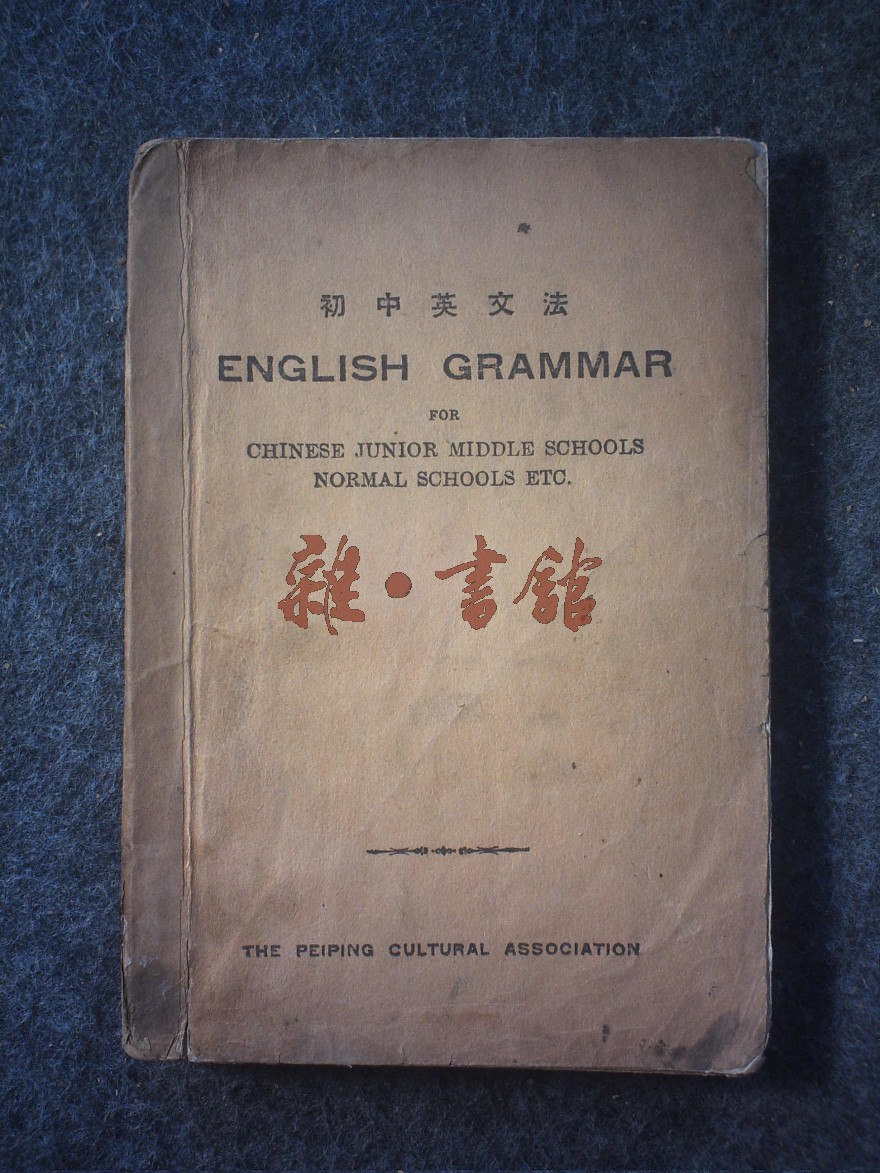 初中英文法
ENGLISH GRAMMAR
FOR
CHINESE JUNIOR MIDDLE SCHOOLS
NORMAL SCHOOLS ETC.
雜·書館
THE PEIPING CULTURAL ASSOCIATION